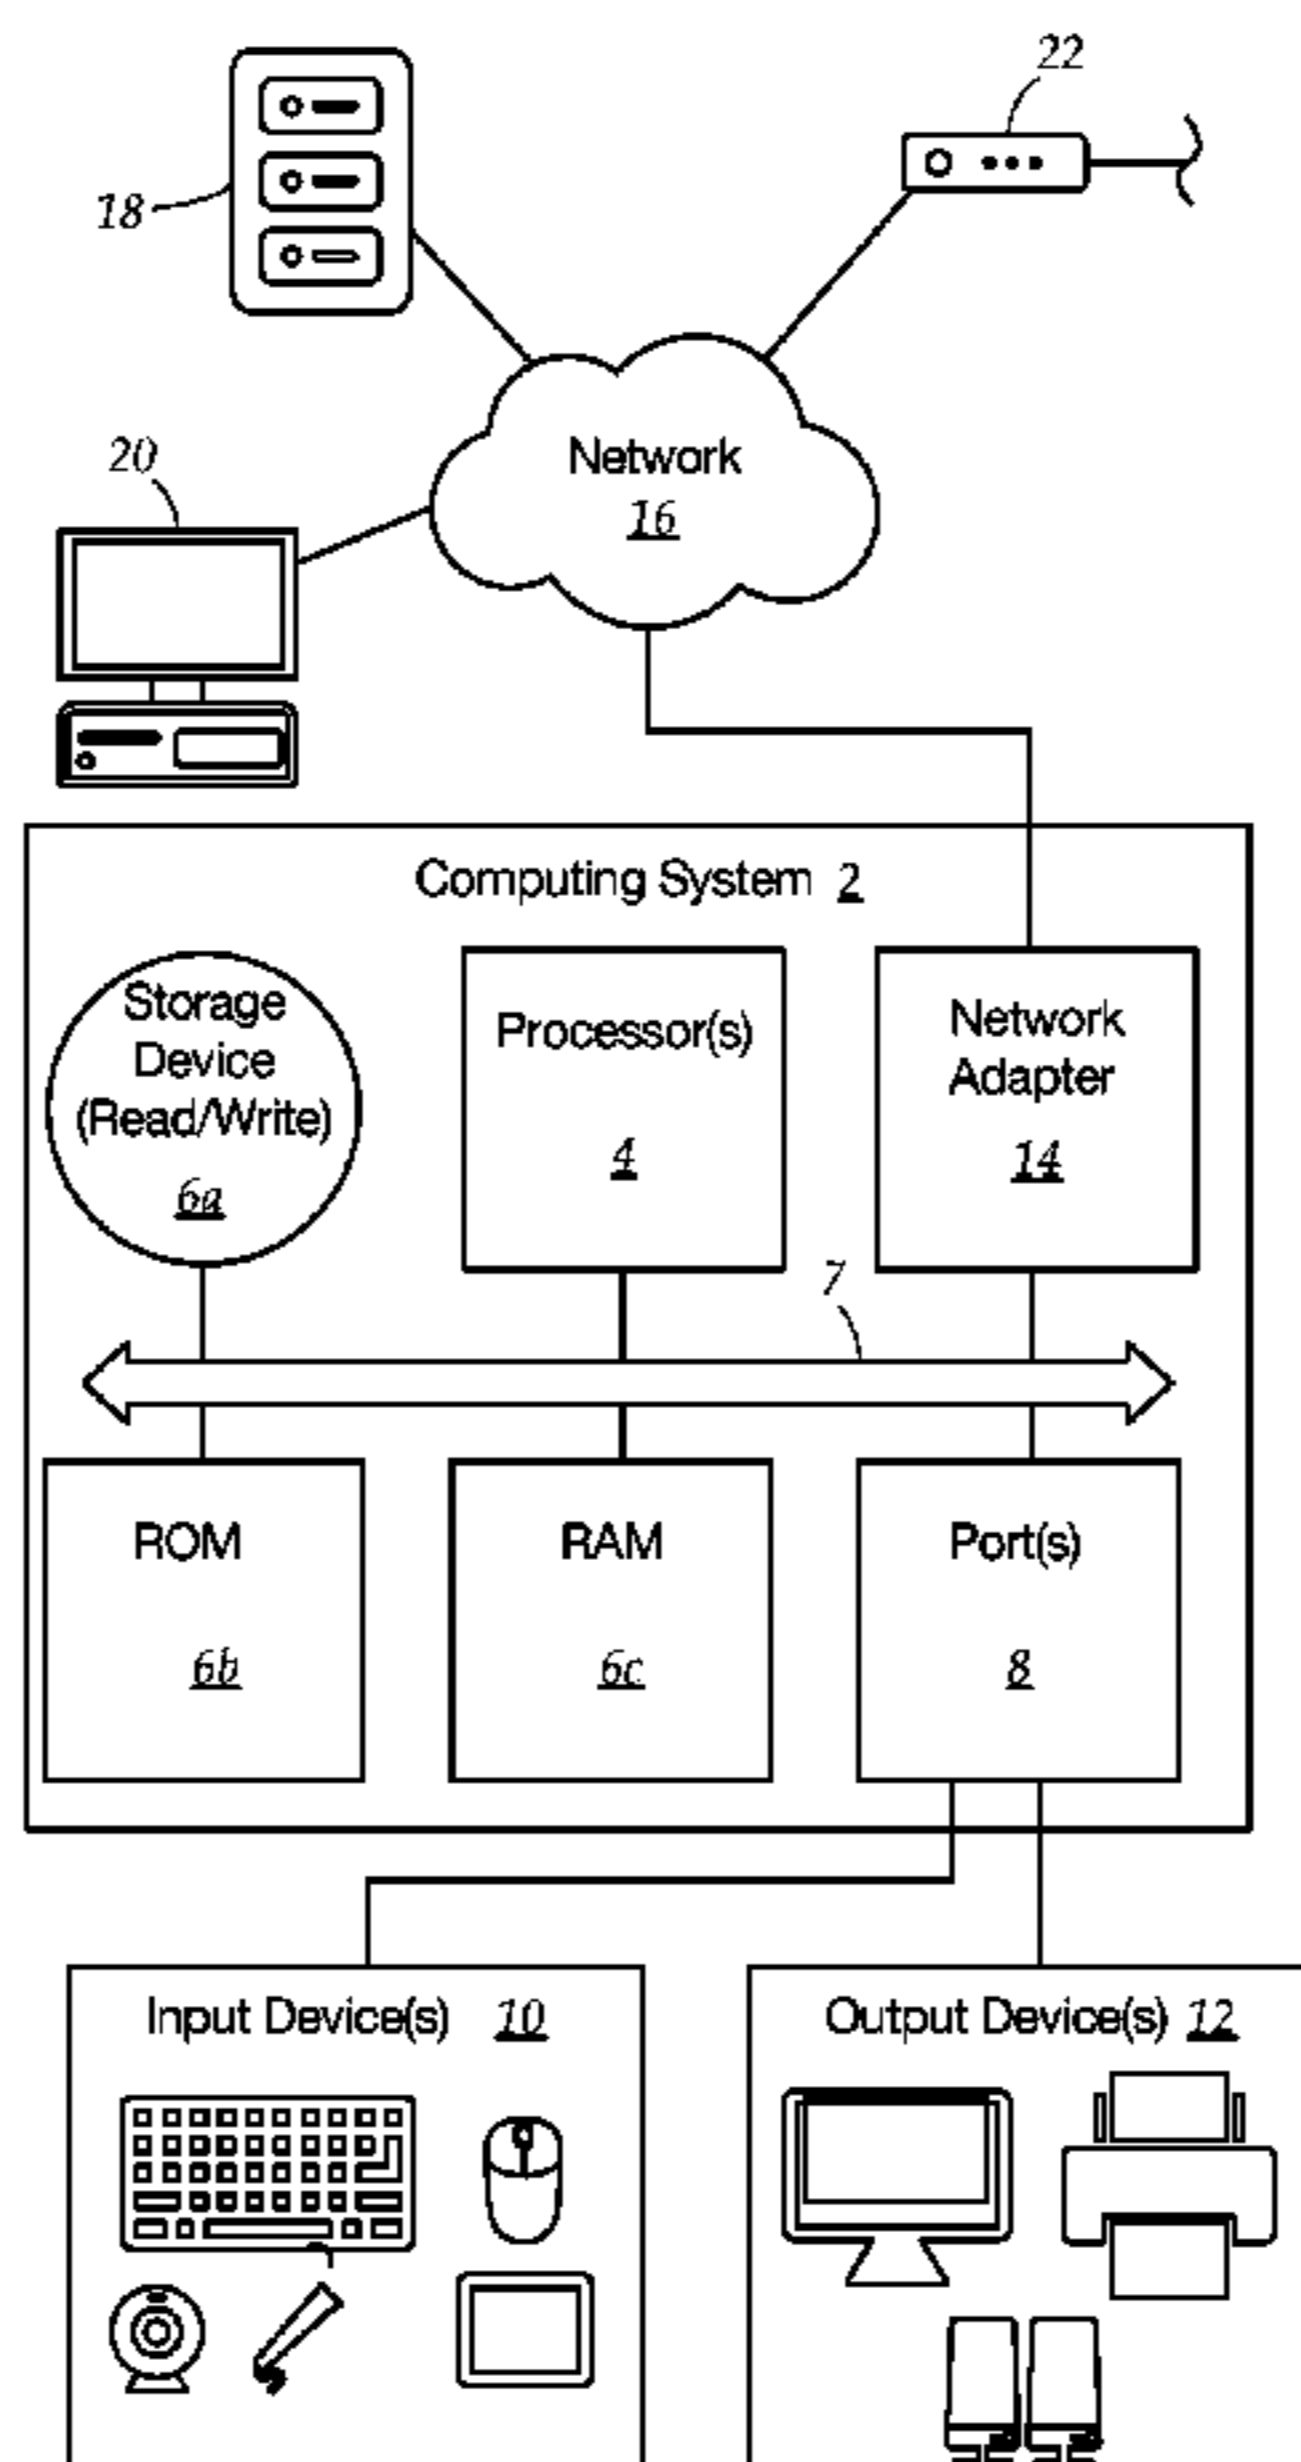 22
18
20
Network
16
Computing System 2
Storage
Device
(Read/Write)
6a
Processor(s)
4
Network
Adapter
14
7
ROM
6b
RAM
6c
Port(s)
8
Input Device(s) 10
Output Device(s) 12